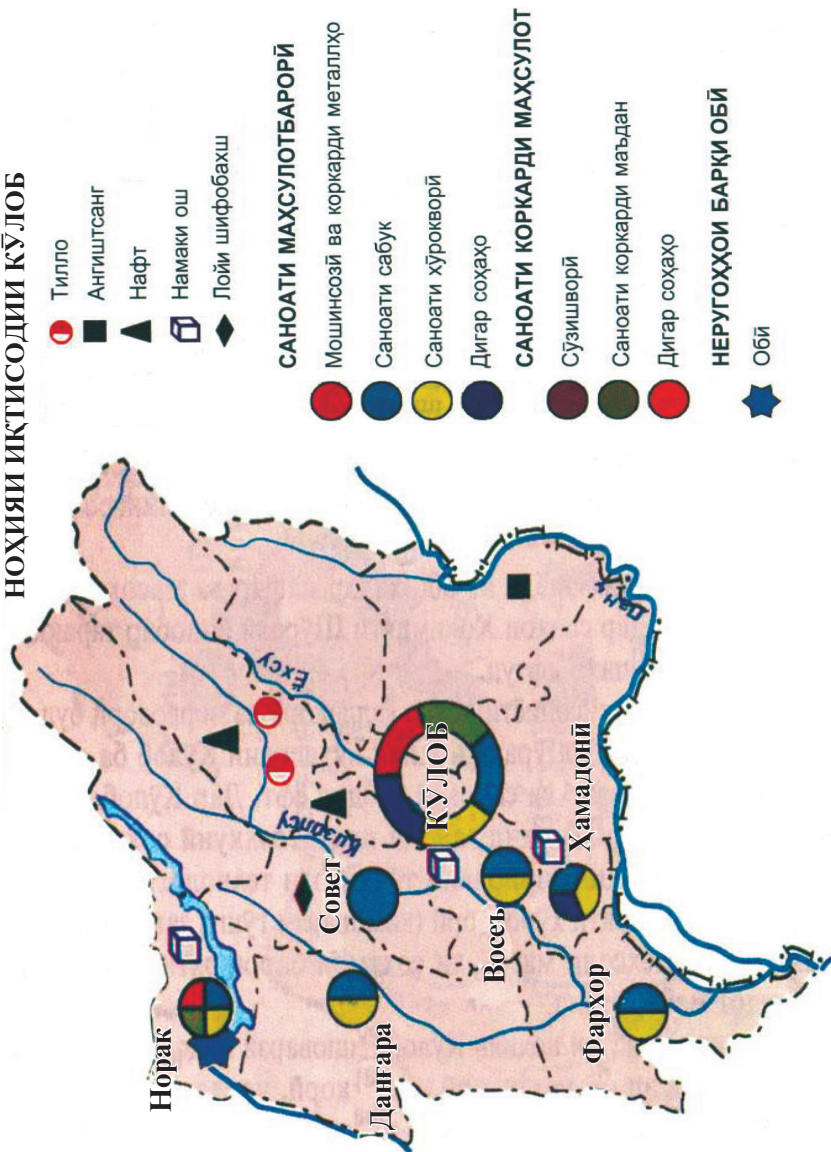 НОҲИЯИ ИҚТИСОДИИ КӮЛОБ
Тилло
Ангиштсанг
Нафт
Намаки ош
Лойи шифобахш
САНОАТИ МАҲСУЛОТБАРОРӢ
Мошинсозӣ ва коркарди металлҳо
Саноати сабук
Саноати хӯрокворӣ
Дигар соҳаҳо
САНОАТИ КОРКАРДИ МАҲСУЛОТ
Сӯзишворӣ
Саноати коркарди маъдан
Дигар соҳаҳо
НЕРУГОҲҲОИ БАРҚИ ОБӢ
Обӣ
Норак
Данғара
Совет
Қизилсу
Ёхсу
КӮЛОБ
Восеъ
Ҳамадонӣ
Фархор
Панҷ